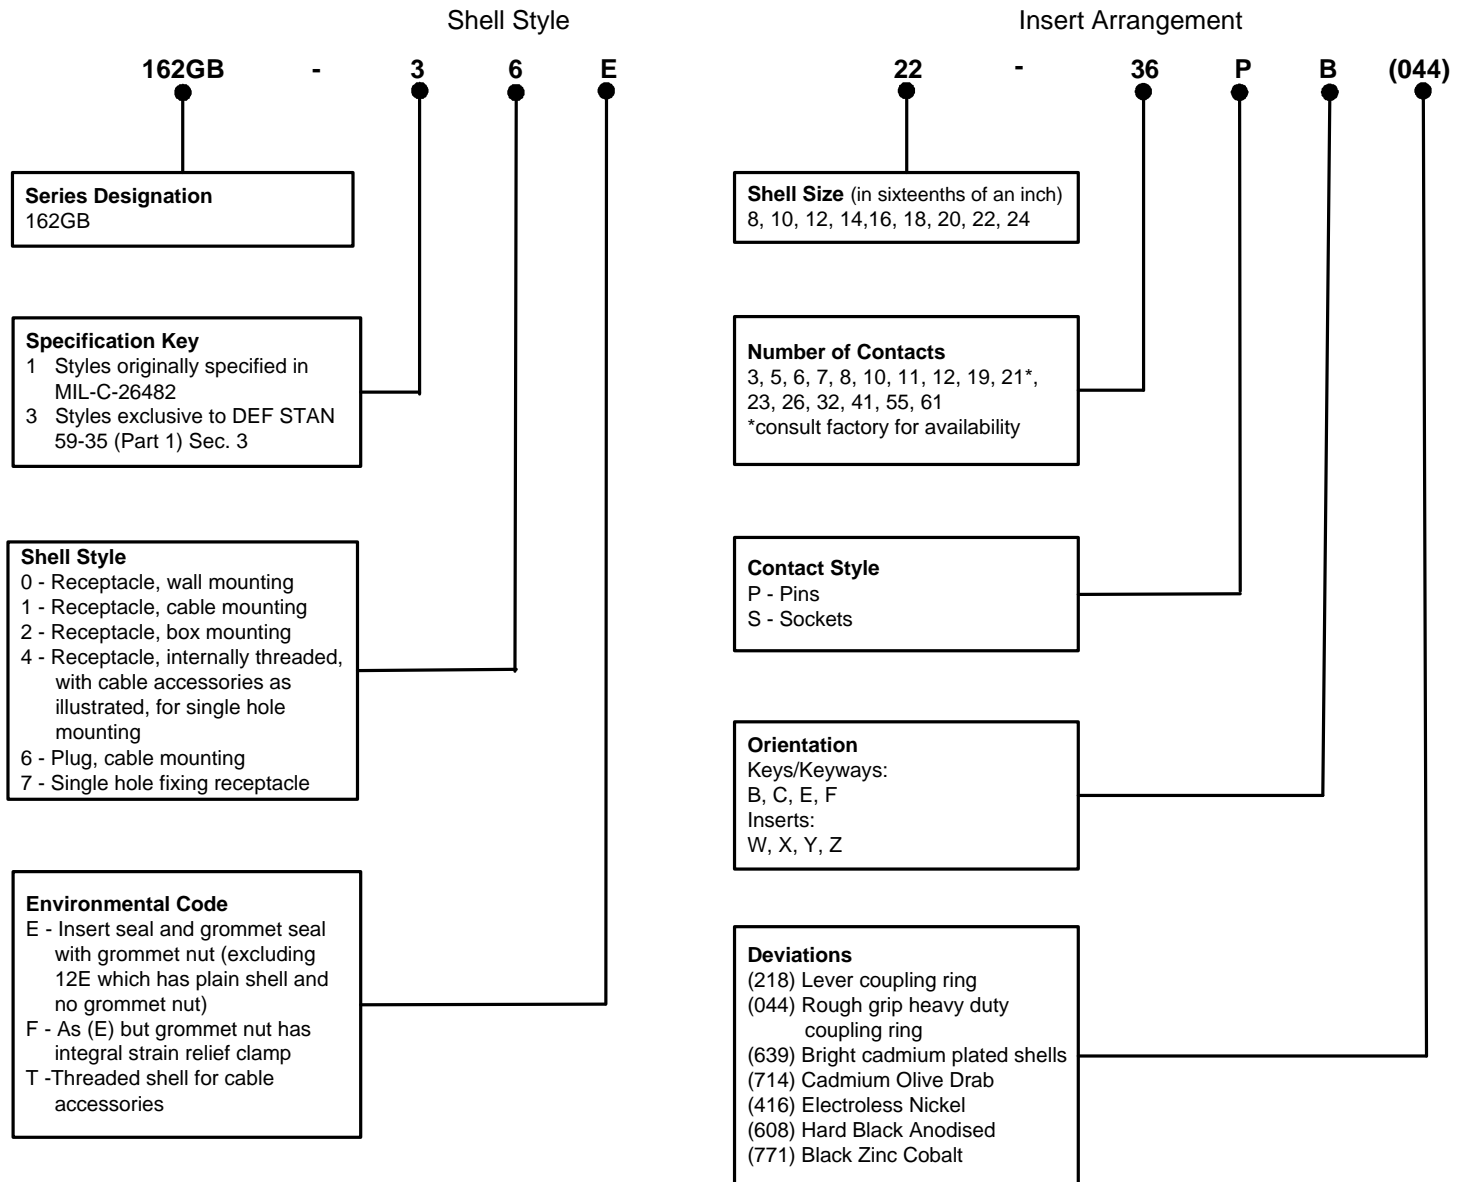 Shell Style
Insert Arrangement
162GB - 3 6 E
22 - 36 P B (044)
Series Designation
162GB
Specification Key
1 Styles originally specified in
MIL-C-26482
3 Styles exclusive to DEF STAN
59-35 (Part 1) Sec. 3
Shell Style
0 - Receptacle, wall mounting
1 - Receptacle, cable mounting
2 - Receptacle, box mounting
4 - Receptacle, internally threaded,
with cable accessories as
illustrated, for single hole
mounting
6 - Plug, cable mounting
7 - Single hole fixing receptacle
Environmental Code
E - Insert seal and grommet seal
with grommet nut (excluding
12E which has plain shell and
no grommet nut)
F - As (E) but grommet nut has
integral strain relief clamp
T -Threaded shell for cable
accessories
Shell Size (in sixteenths of an inch)
8, 10, 12, 14,16, 18, 20, 22, 24
Number of Contacts
3, 5, 6, 7, 8, 10, 11, 12, 19, 21*,
23, 26, 32, 41, 55, 61
*consult factory for availability
Contact Style
P - Pins
S - Sockets
Orientation
Keys/Keyways:
B, C, E, F
Inserts:
W, X, Y, Z
Deviations
(218) Lever coupling ring
(044) Rough grip heavy duty
coupling ring
(639) Bright cadmium plated shells
(714) Cadmium Olive Drab
(416) Electroless Nickel
(608) Hard Black Anodised
(771) Black Zinc Cobalt